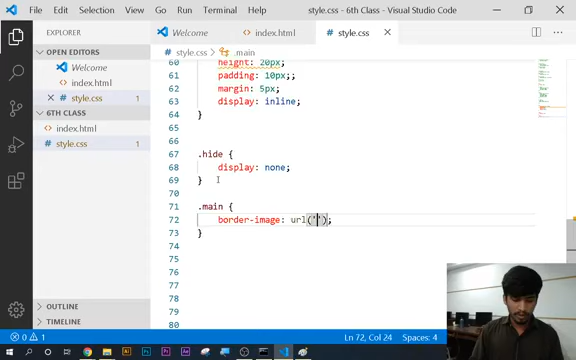 File Edit Selection View Go Run Terminal Help
style.css - 6th Class - Visual Studio Code
EXPLORER
OPEN EDITORS
Welcome
index.html
style.css 1
6TH CLASS
index.html
style.css 1
OUTLINE
TIMELINE
Welcome index.html style.css
style.css > .main
60 height: 20px;
61 padding: 10px;;
62 margin: 5px;
63 display: inline;
64 }
65
66
67 .hide {
68 display: none;
69 }
70
71 .main {
72 border-image: url('');
73 }
74
75
76
77
78
79
80
0 1 Ln 72, Col 24 Spaces: 4